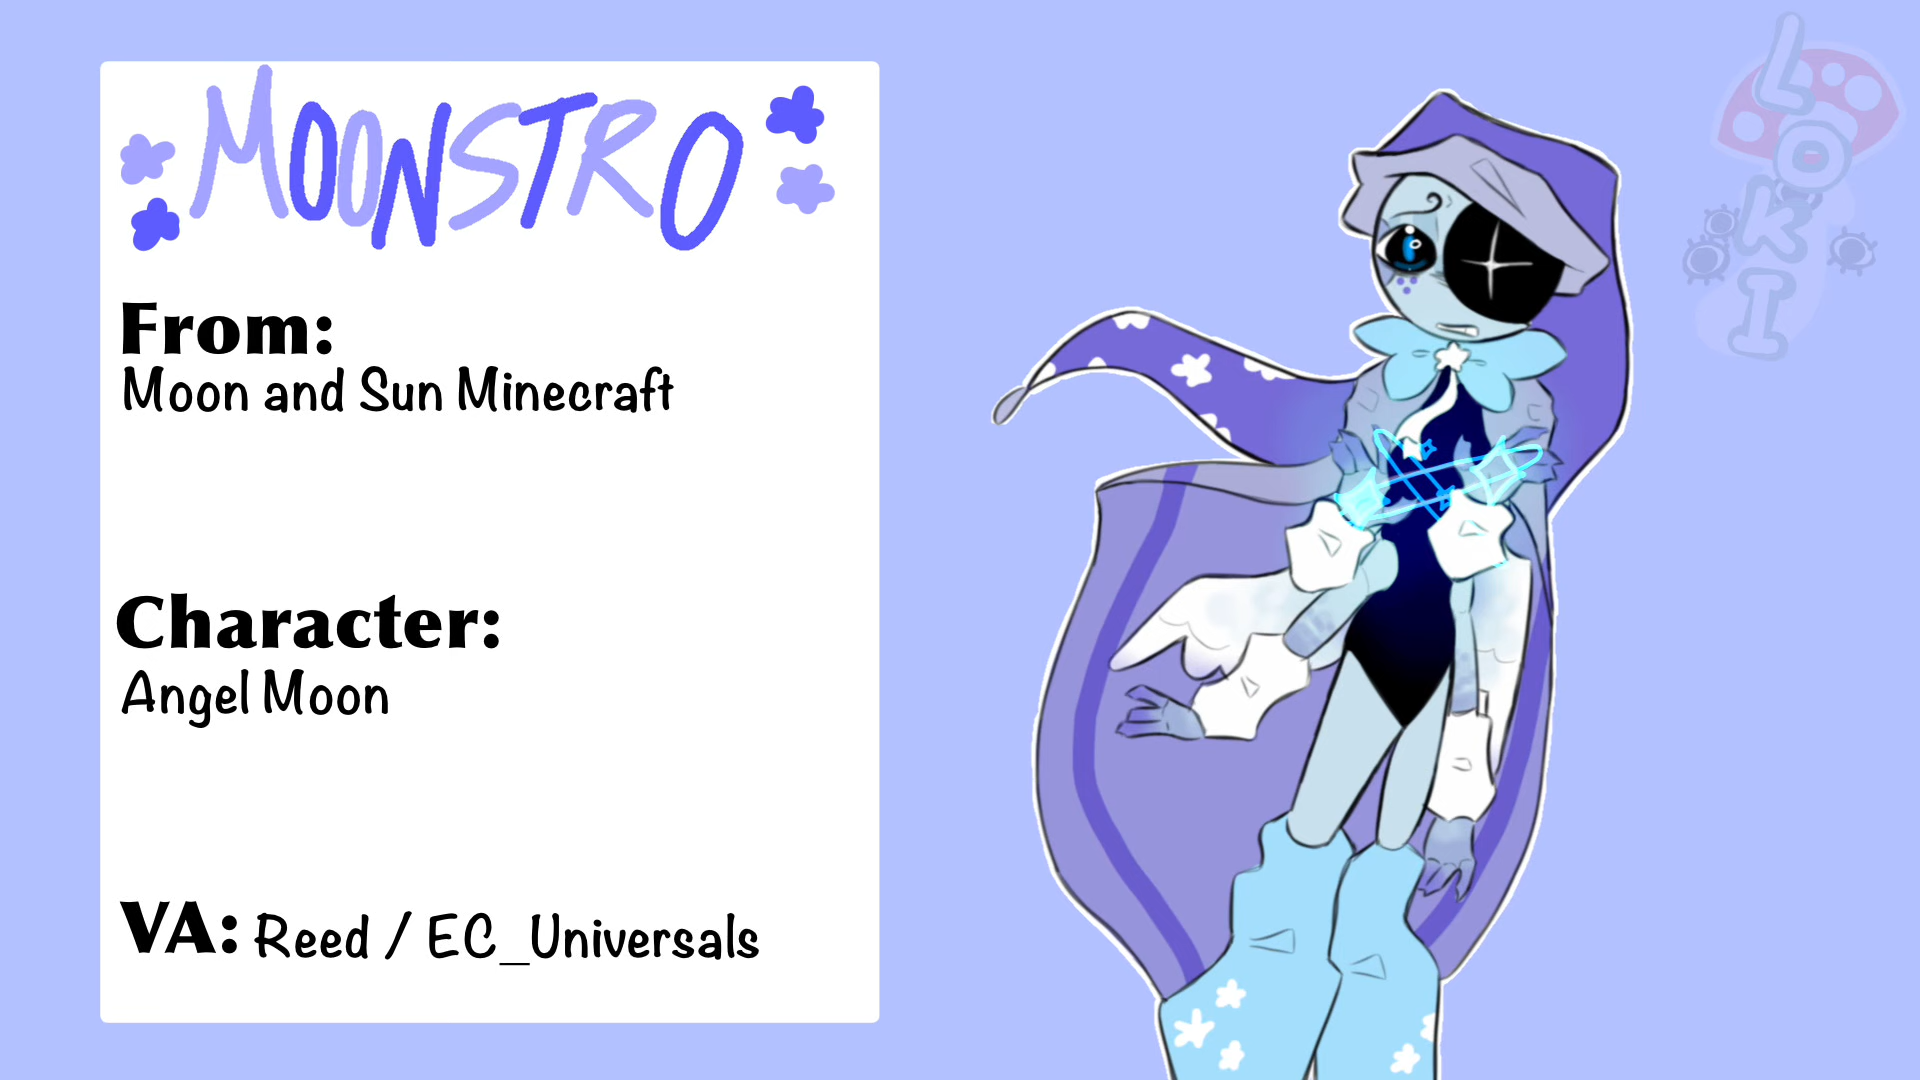 MOONSTRO
From:
Moon and Sun Minecraft
Character:
Angel Moon
VA: Reed / EC_Universals
LOKI